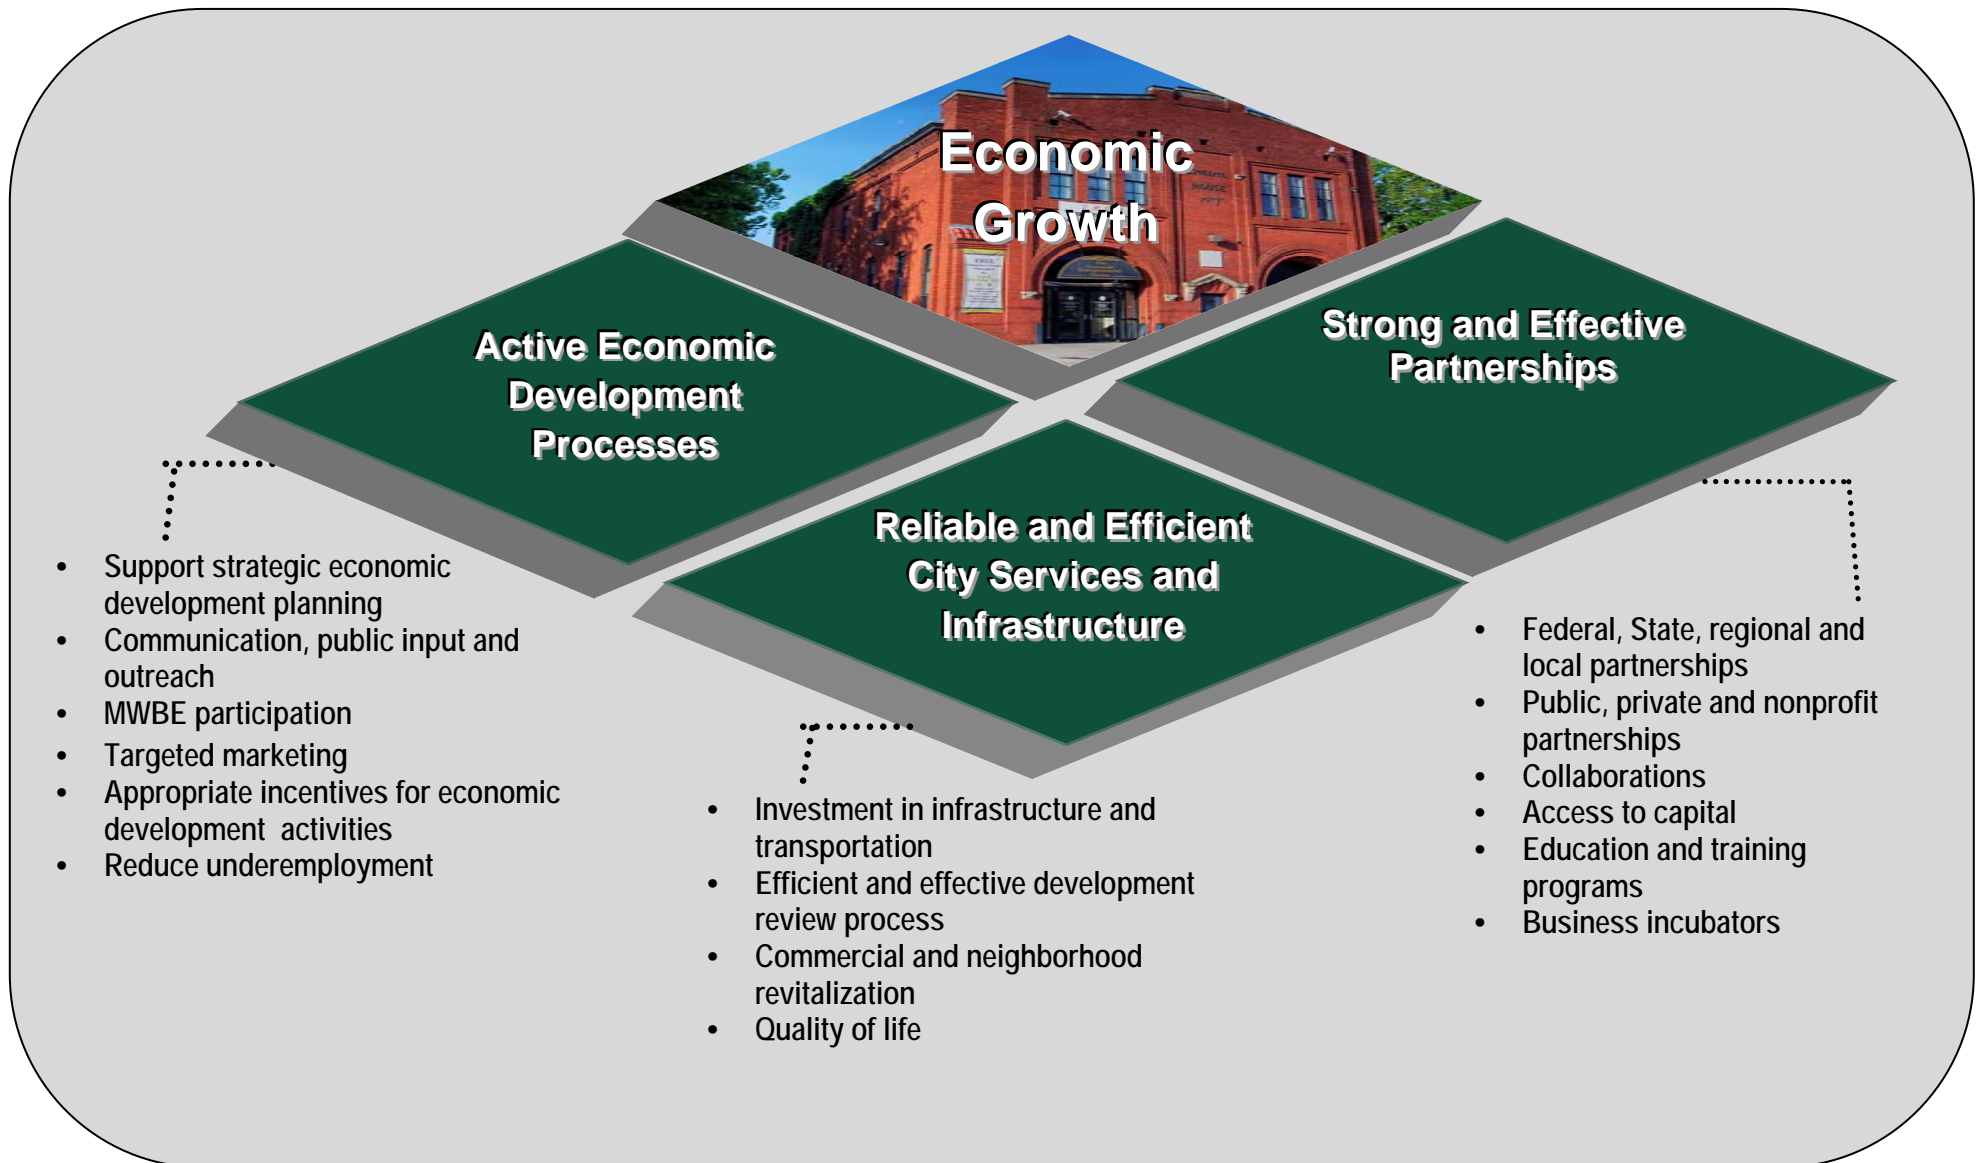 Economic
Growth
Active Economic
Development
Processes
Strong and Effective
Partnerships
Reliable and Efficient
City Services and
Infrastructure
• Support strategic economic
development planning
• Communication, public input and
outreach
• MWBE participation
• Targeted marketing
• Appropriate incentives for economic
development activities
• Reduce underemployment
• Investment in infrastructure and
transportation
• Efficient and effective development
review process
• Commercial and neighborhood
revitalization
• Quality of life
• Federal, State, regional and
local partnerships
• Public, private and nonprofit
partnerships
• Collaborations
• Access to capital
• Education and training
programs
• Business incubators